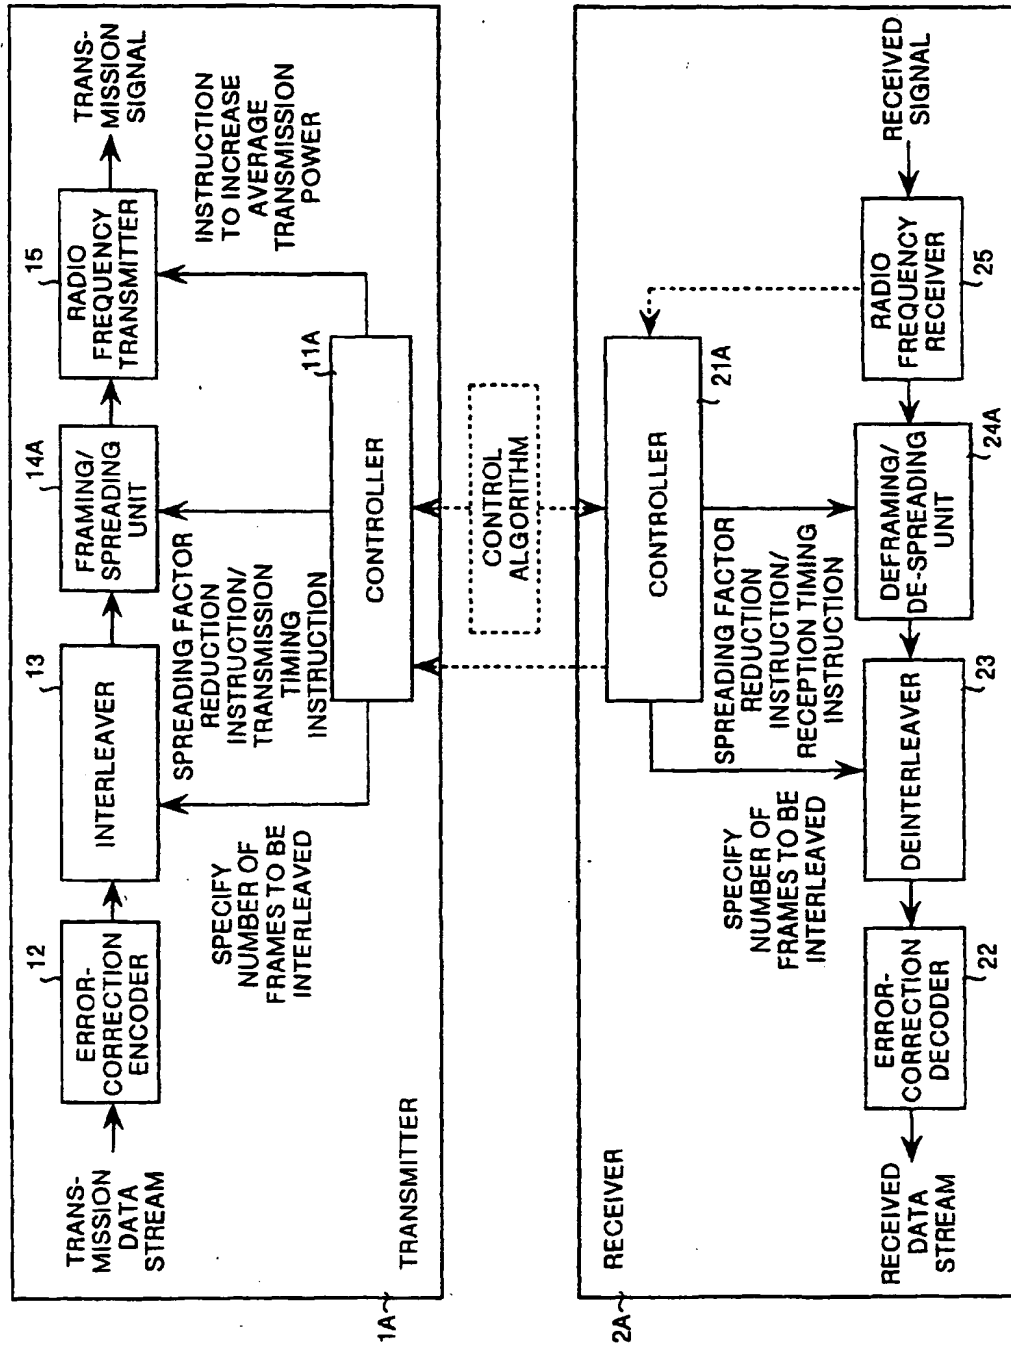 TRANS-
MISSION
DATA
STREAM
12
ERROR-
CORRECTION
ENCODER
13
INTERLEAVER
14A
FRAMING/
SPREADING
UNIT
15
RADIO
FREQUENCY
TRANSMITTER
TRANS-
MISSION
SIGNAL
SPECIFY
NUMBER OF
FRAMES TO BE
INTERLEAVED
SPREADING FACTOR
REDUCTION
INSTRUCTION/
TRANSMISSION
TIMING
INSTRUCTION
INSTRUCTION
TO INCREASE
AVERAGE
TRANSMISSION
POWER
11A
CONTROLLER
TRANSMITTER
1A
CONTROL
ALGORITHM
2A
RECEIVER
CONTROLLER
21A
SPECIFY
NUMBER OF
FRAMES TO BE
INTERLEAVED
SPREADING FACTOR
REDUCTION
INSTRUCTION/
RECEPTION TIMING
INSTRUCTION
RECEIVED
DATA
STREAM
ERROR-
CORRECTION
DECODER
22
DEINTERLEAVER
23
DEFRAMING/
DE-SPREADING
UNIT
24A
RADIO
FREQUENCY
RECEIVER
25
RECEIVED
SIGNAL